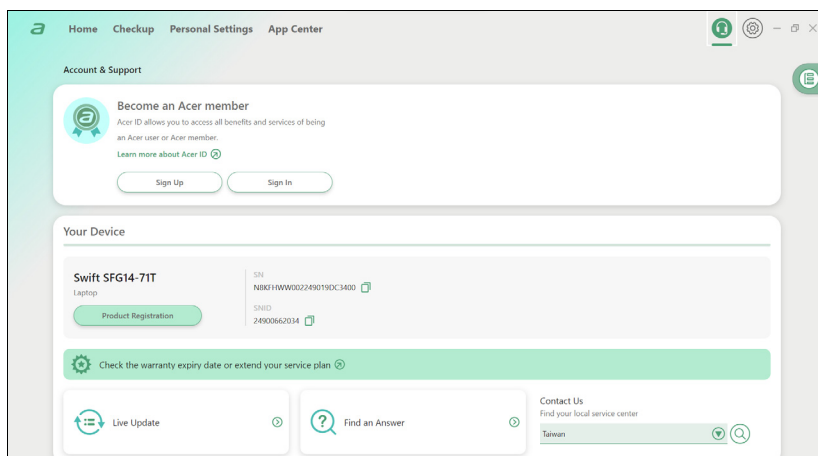 a Home Checkup Personal Settings App Center
Account & Support
Become an Acer member
Acer ID allows you to access all benefits and services of being
an Acer user or Acer member.
Learn more about Acer ID
Sign Up Sign In
Your Device
Swift SFG14-71T
Laptop
Product Registration
SN
N8KFHWW002249019DC3400
SNID
24900662034
Check the warranty expiry date or extend your service plan
Live Update
Find an Answer
Contact Us
Find your local service center
Taiwan